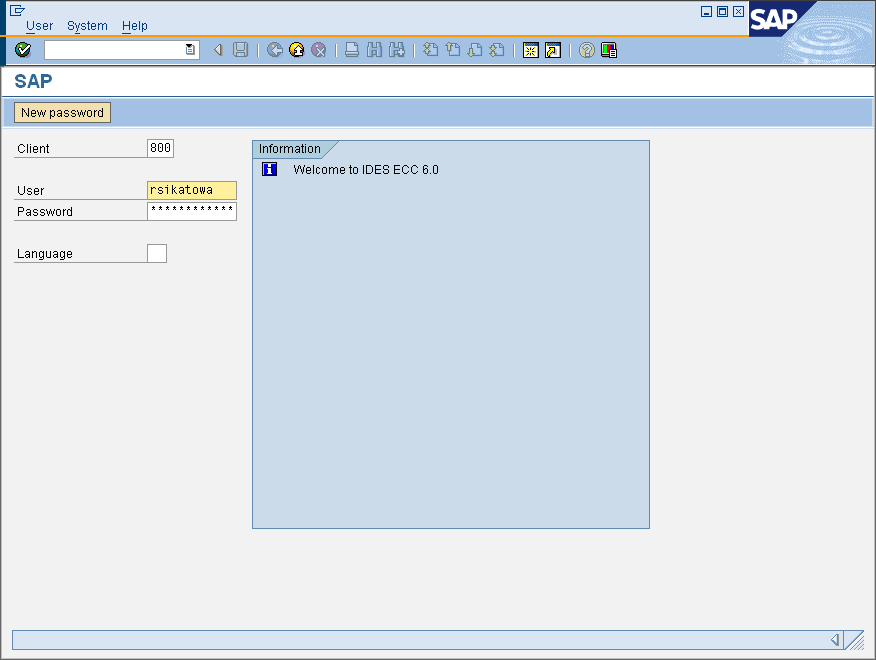 User System Help
SAP
SAP
New password
Client 800
Information
Welcome to IDES ECC 6.0
User rsikatowa
Password ************
Language